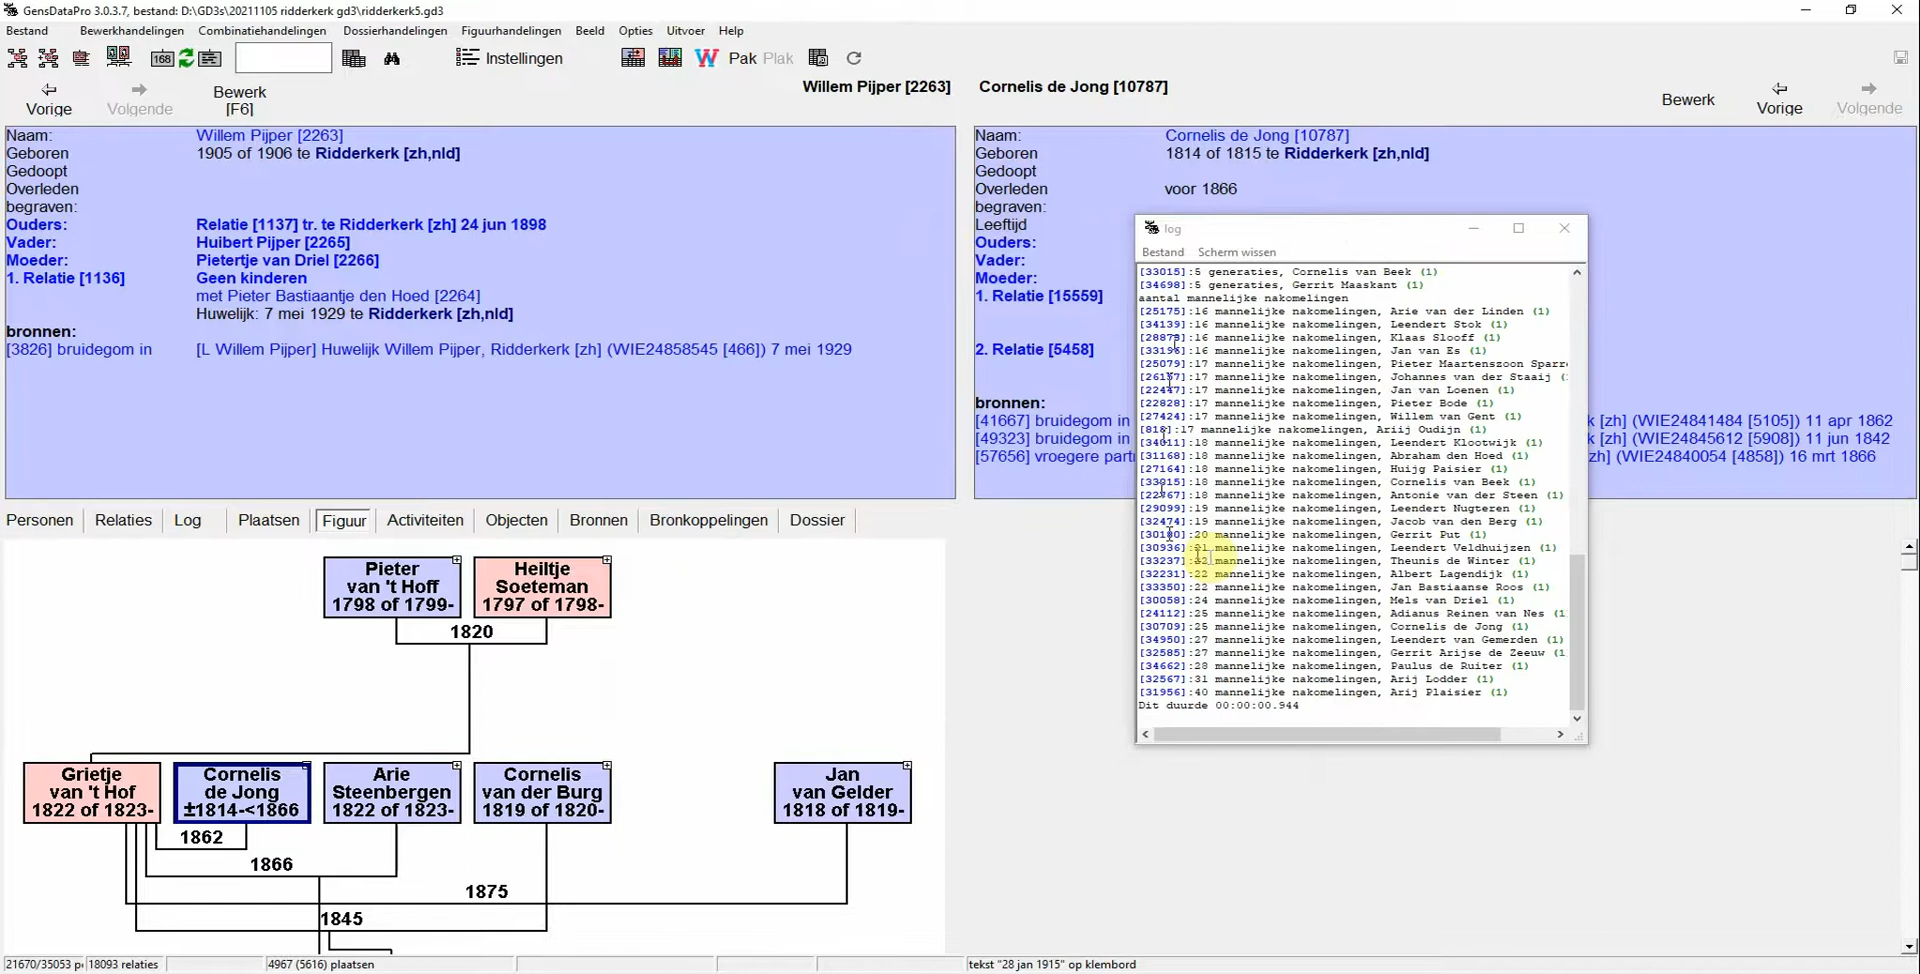 GensDataPro 3.0.3.7, bestand: D:\GD3s\20211105 ridderkerk gd3\ridderkerk5.gd3
Bestand Bewerkhandelingen Combinatiehandelingen Dossierhandelingen Figuurhandelingen Beeld Opties Uitvoer Help
168 Instellingen W Pak Plak
Vorige Volgende Bewerk [F6] Willem Pijper [2263]
Cornelis de Jong [10787] Bewerk Vorige Volgende
Naam: Willem Pijper [2263]
Geboren 1905 of 1906 te Ridderkerk [zh,nld]
Gedoopt
Overleden
begraven:
Ouders: Relatie [1137] tr. te Ridderkerk [zh] 24 jun 1898
Vader: Huibert Pijper [2265]
Moeder: Pietertje van Driel [2266]
1. Relatie [1136] Geen kinderen
met Pieter Bastiaantje den Hoed [2264]
Huwelijk: 7 mei 1929 te Ridderkerk [zh,nld]
bronnen:
[3826] bruidegom in [L Willem Pijper] Huwelijk Willem Pijper, Ridderkerk [zh] (WIE24858545 [466]) 7 mei 1929
Naam: Cornelis de Jong [10787]
Geboren 1814 of 1815 te Ridderkerk [zh,nld]
Gedoopt
Overleden voor 1866
begraven:
Leeftijd
Ouders:
Vader:
Moeder:
1. Relatie [15559]
2. Relatie [5458]
bronnen:
[41667] bruidegom in k [zh] (WIE24841484 [5105]) 11 apr 1862
[49323] bruidegom in k [zh] (WIE24845612 [5908]) 11 jun 1842
[57656] vroegere part zh] (WIE24840054 [4858]) 16 mrt 1866
log
Bestand Scherm wissen
[33015]:5 generaties, Cornelis van Beek (1)
[34698]:5 generaties, Gerrit Maaskant (1)
aantal mannelijke nakomelingen
[25175]:16 mannelijke nakomelingen, Arie van der Linden (1)
[34139]:16 mannelijke nakomelingen, Leendert Stok (1)
:16 mannelijke nakomelingen, Klaas Slooff (1)
:16 mannelijke nakomelingen, Jan van Es (1)
[25079]:17 mannelijke nakomelingen, Pieter Maartenszoon Sparr
:17 mannelijke nakomelingen, Johannes van der Staaij (
[22447]:17 mannelijke nakomelingen, Jan van Loenen (1)
[22828]:17 mannelijke nakomelingen, Pieter Bode (1)
[27424]:17 mannelijke nakomelingen, Willem van Gent (1)
:17 mannelijke nakomelingen, Ariij Oudijn (1)
:18 mannelijke nakomelingen, Leendert Klootwijk (1)
[31168]:18 mannelijke nakomelingen, Abraham den Hoed (1)
[27164]:18 mannelijke nakomelingen, Huijg Paisier (1)
[33015]:18 mannelijke nakomelingen, Cornelis van Beek (1)
:18 mannelijke nakomelingen, Antonie van der Steen (1)
[29099]:19 mannelijke nakomelingen, Leendert Nugteren (1)
[32474]:19 mannelijke nakomelingen, Jacob van den Berg (1)
:20 mannelijke nakomelingen, Gerrit Put (1)
[30936]:21 mannelijke nakomelingen, Leendert Veldhuijzen (1)
[33237]: mannelijke nakomelingen, Theunis de Winter (1)
[32231]:22 mannelijke nakomelingen, Albert Lagendijk (1)
[33350]:22 mannelijke nakomelingen, Jan Bastiaanse Roos (1)
[30058]:24 mannelijke nakomelingen, Mels van Driel (1)
[24112]:25 mannelijke nakomelingen, Adianus Reinen van Nes (1
[30709]:25 mannelijke nakomelingen, Cornelis de Jong (1)
[34950]:27 mannelijke nakomelingen, Leendert van Gemerden (1)
[32585]:27 mannelijke nakomelingen, Gerrit Arijse de Zeeuw (1
[34662]:28 mannelijke nakomelingen, Paulus de Ruiter (1)
[32567]:31 mannelijke nakomelingen, Arij Lodder (1)
[31956]:40 mannelijke nakomelingen, Arij Plaisier (1)
Dit duurde 00:00:00.944
Personen Relaties Log Plaatsen Figuur Activiteiten Objecten Bronnen Bronkoppelingen Dossier
Pieter
van 't Hoff
1798 of 1799-
Heiltje
Soeteman
1797 of 1798-
1820
Grietje
van 't Hof
1822 of 1823-
Cornelis
de Jong
±1814-<1866
Arie
Steenbergen
1822 of 1823-
Cornelis
van der Burg
1819 of 1820-
Jan
van Gelder
1818 of 1819-
1862
1866
1875
1845
21670/35053 p 18093 relaties 4967 (5616) plaatsen tekst "28 jan 1915" op klembord